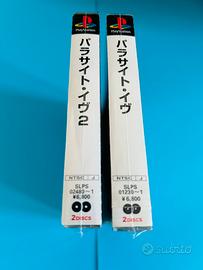 PlayStation
パラサイト・イヴ2
NTSC J
SLPS
02480~1
¥6,800
2DISCS
PlayStation
パラサイト・イヴ
NTSC J
SLPS
01230~1
¥6,800
2DISCS
subito